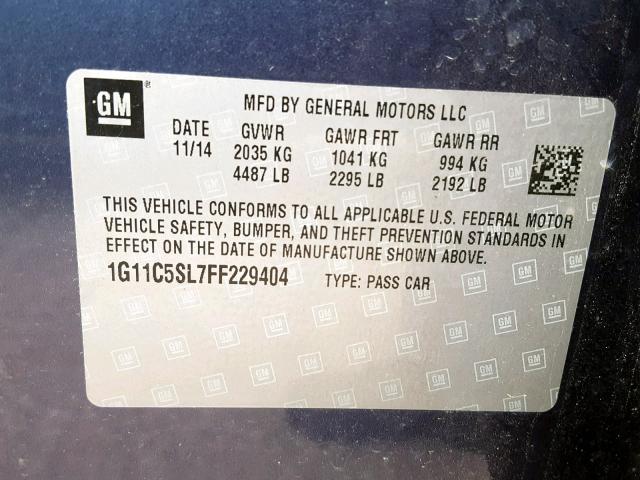 GM
MFD BY GENERAL MOTORS LLC
DATE GVWR GAWR FRT GAWR RR
11/14 2035 KG 1041 KG 994 KG
4487 LB 2295 LB 2192 LB
THIS VEHICLE CONFORMS TO ALL APPLICABLE U.S. FEDERAL MOTOR
VEHICLE SAFETY, BUMPER, AND THEFT PREVENTION STANDARDS IN
EFFECT ON THE DATE OF MANUFACTURE SHOWN ABOVE.
1G11C5SL7FF229404 TYPE: PASS CAR